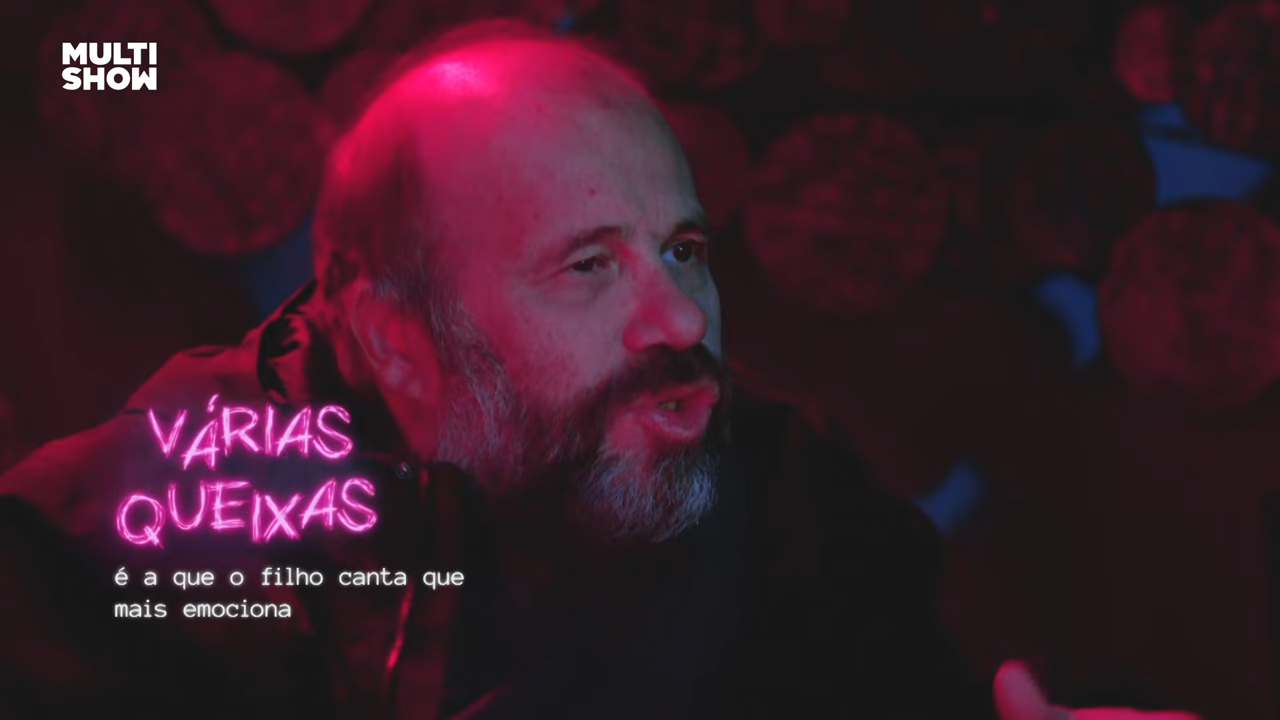 MULTI
SHOW
VÁRIAS
QUEIXAS
é a que o filho canta que
mais emociona